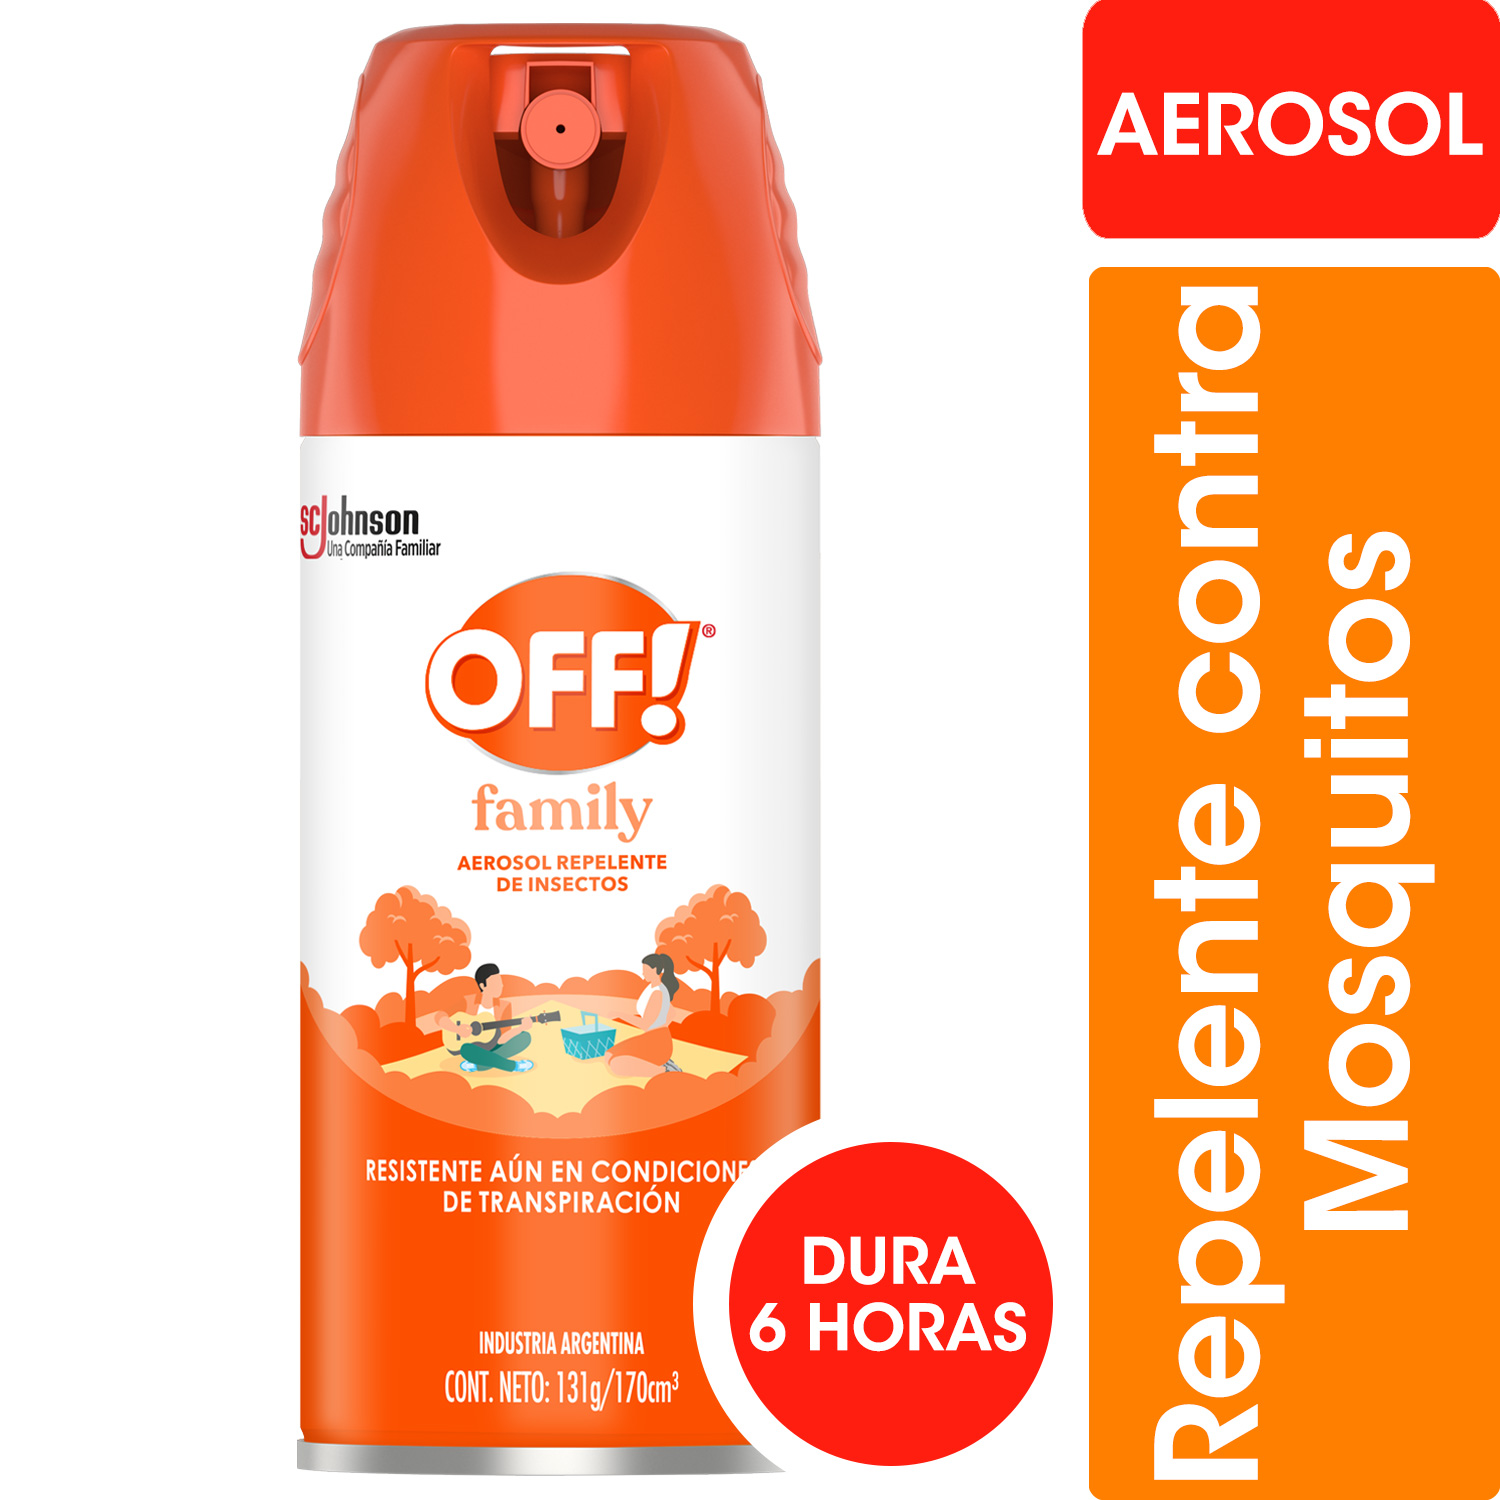 AEROSOL
Repelente contra
Mosquitos
SCJohnson
Una Compañía Familiar
OFF!®
family
AEROSOL REPELENTE
DE INSECTOS
RESISTENTE AÚN EN CONDICIONE
DE TRANSPIRACIÓN
DURA
6 HORAS
INDUSTRIA ARGENTINA
CONT. NETO: 131g/170cm³